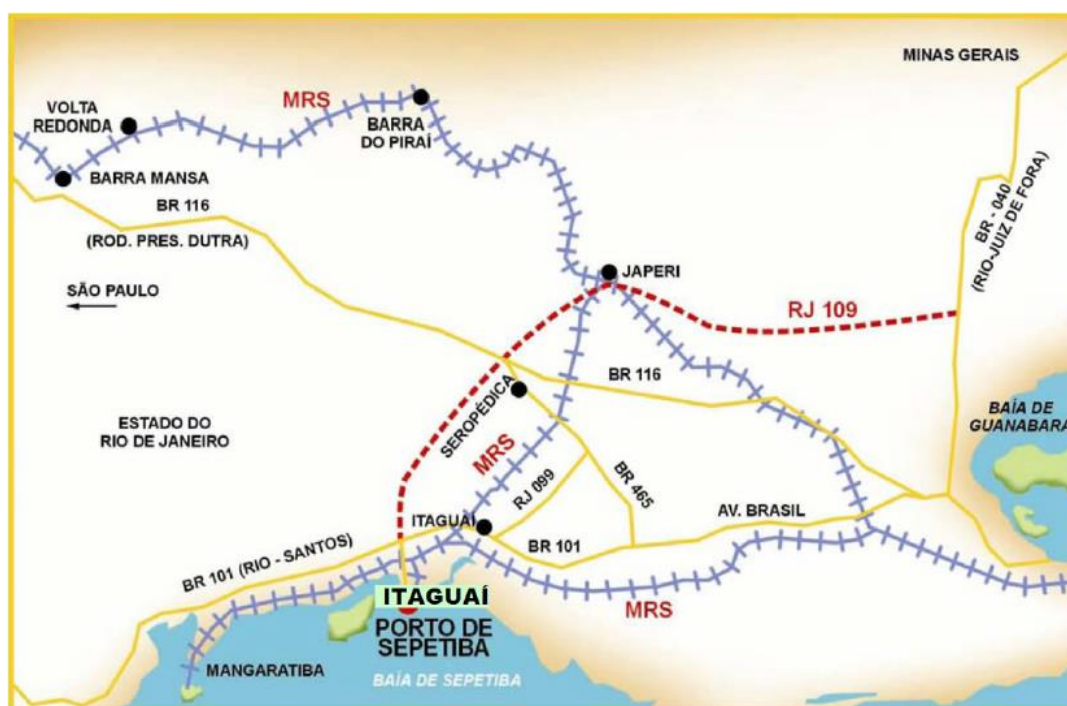 MINAS GERAIS
MRS
VOLTA
REDONDA
BARRA
DO PIRAÍ
BARRA MANSA
BR 116
(ROD. PRES. DUTRA)
BR - 040
(RIO-JUIZ DE FORA)
SÃO PAULO
JAPERI
RJ 109
BR 116
SEROPÉDICA
ESTADO DO
RIO DE JANEIRO
BAÍA DE
GUANABARA
MRS
RJ 099
BR 465
AV. BRASIL
ITAGUAÍ
BR 101
BR 101 (RIO - SANTOS)
ITAGUAÍ
PORTO DE
SEPETIBA
MRS
MANGARATIBA
BAÍA DE SEPETIBA